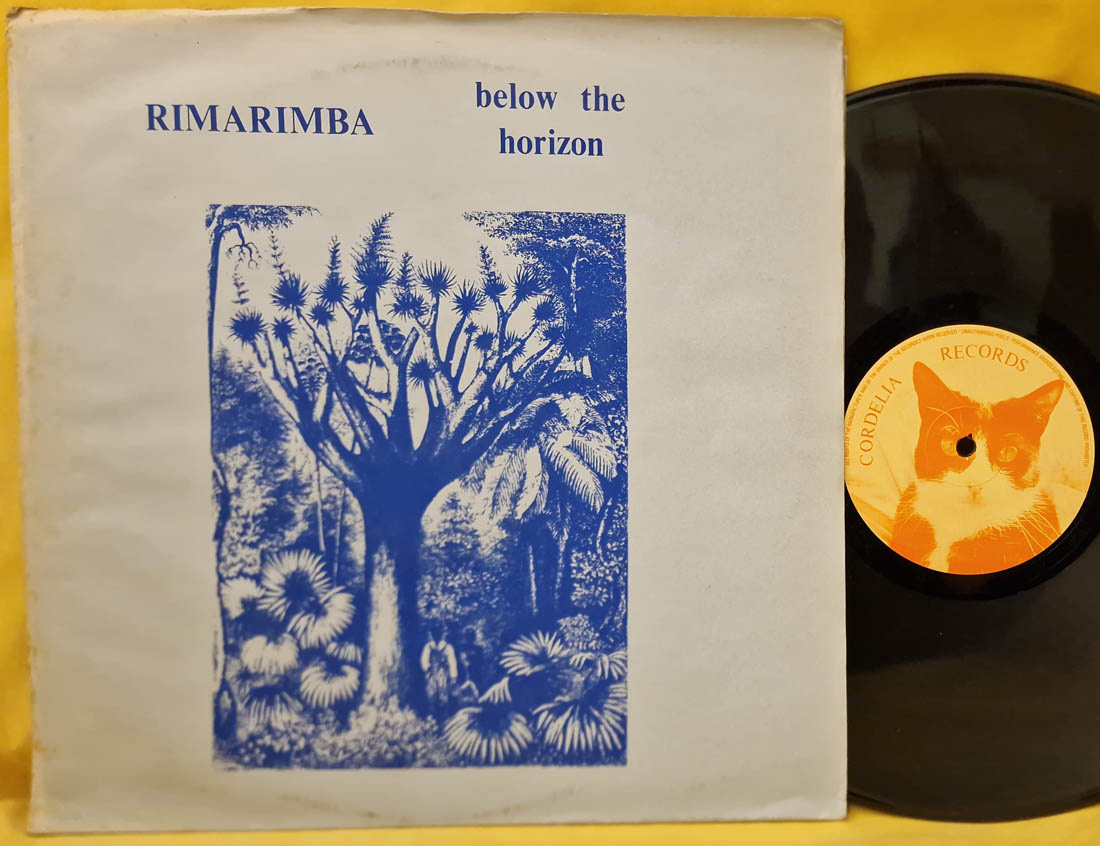 RIMARIMBA
below the
horizon
CORDELIA RECORDS